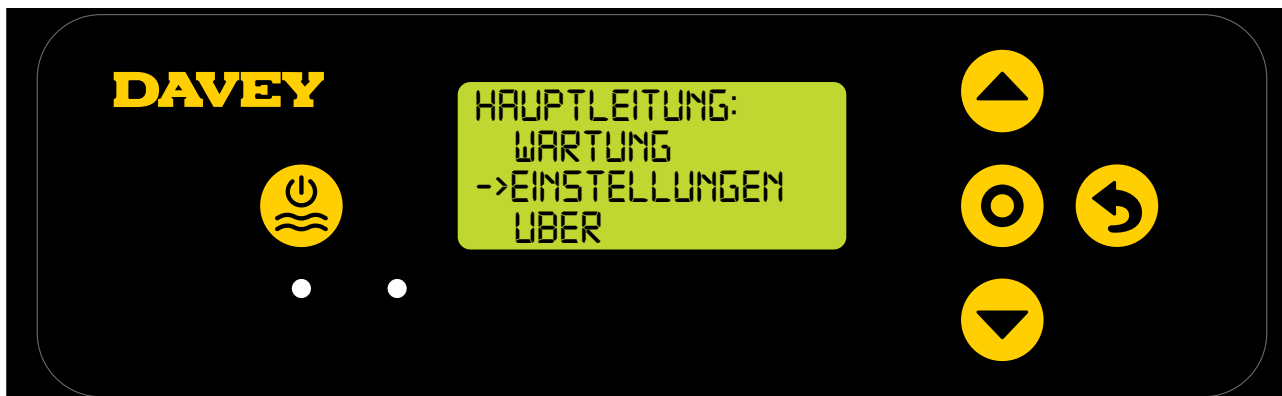 DAVEY
HAUPTLEITUNG:
WARTUNG
->EINSTELLUNGEN
UBER